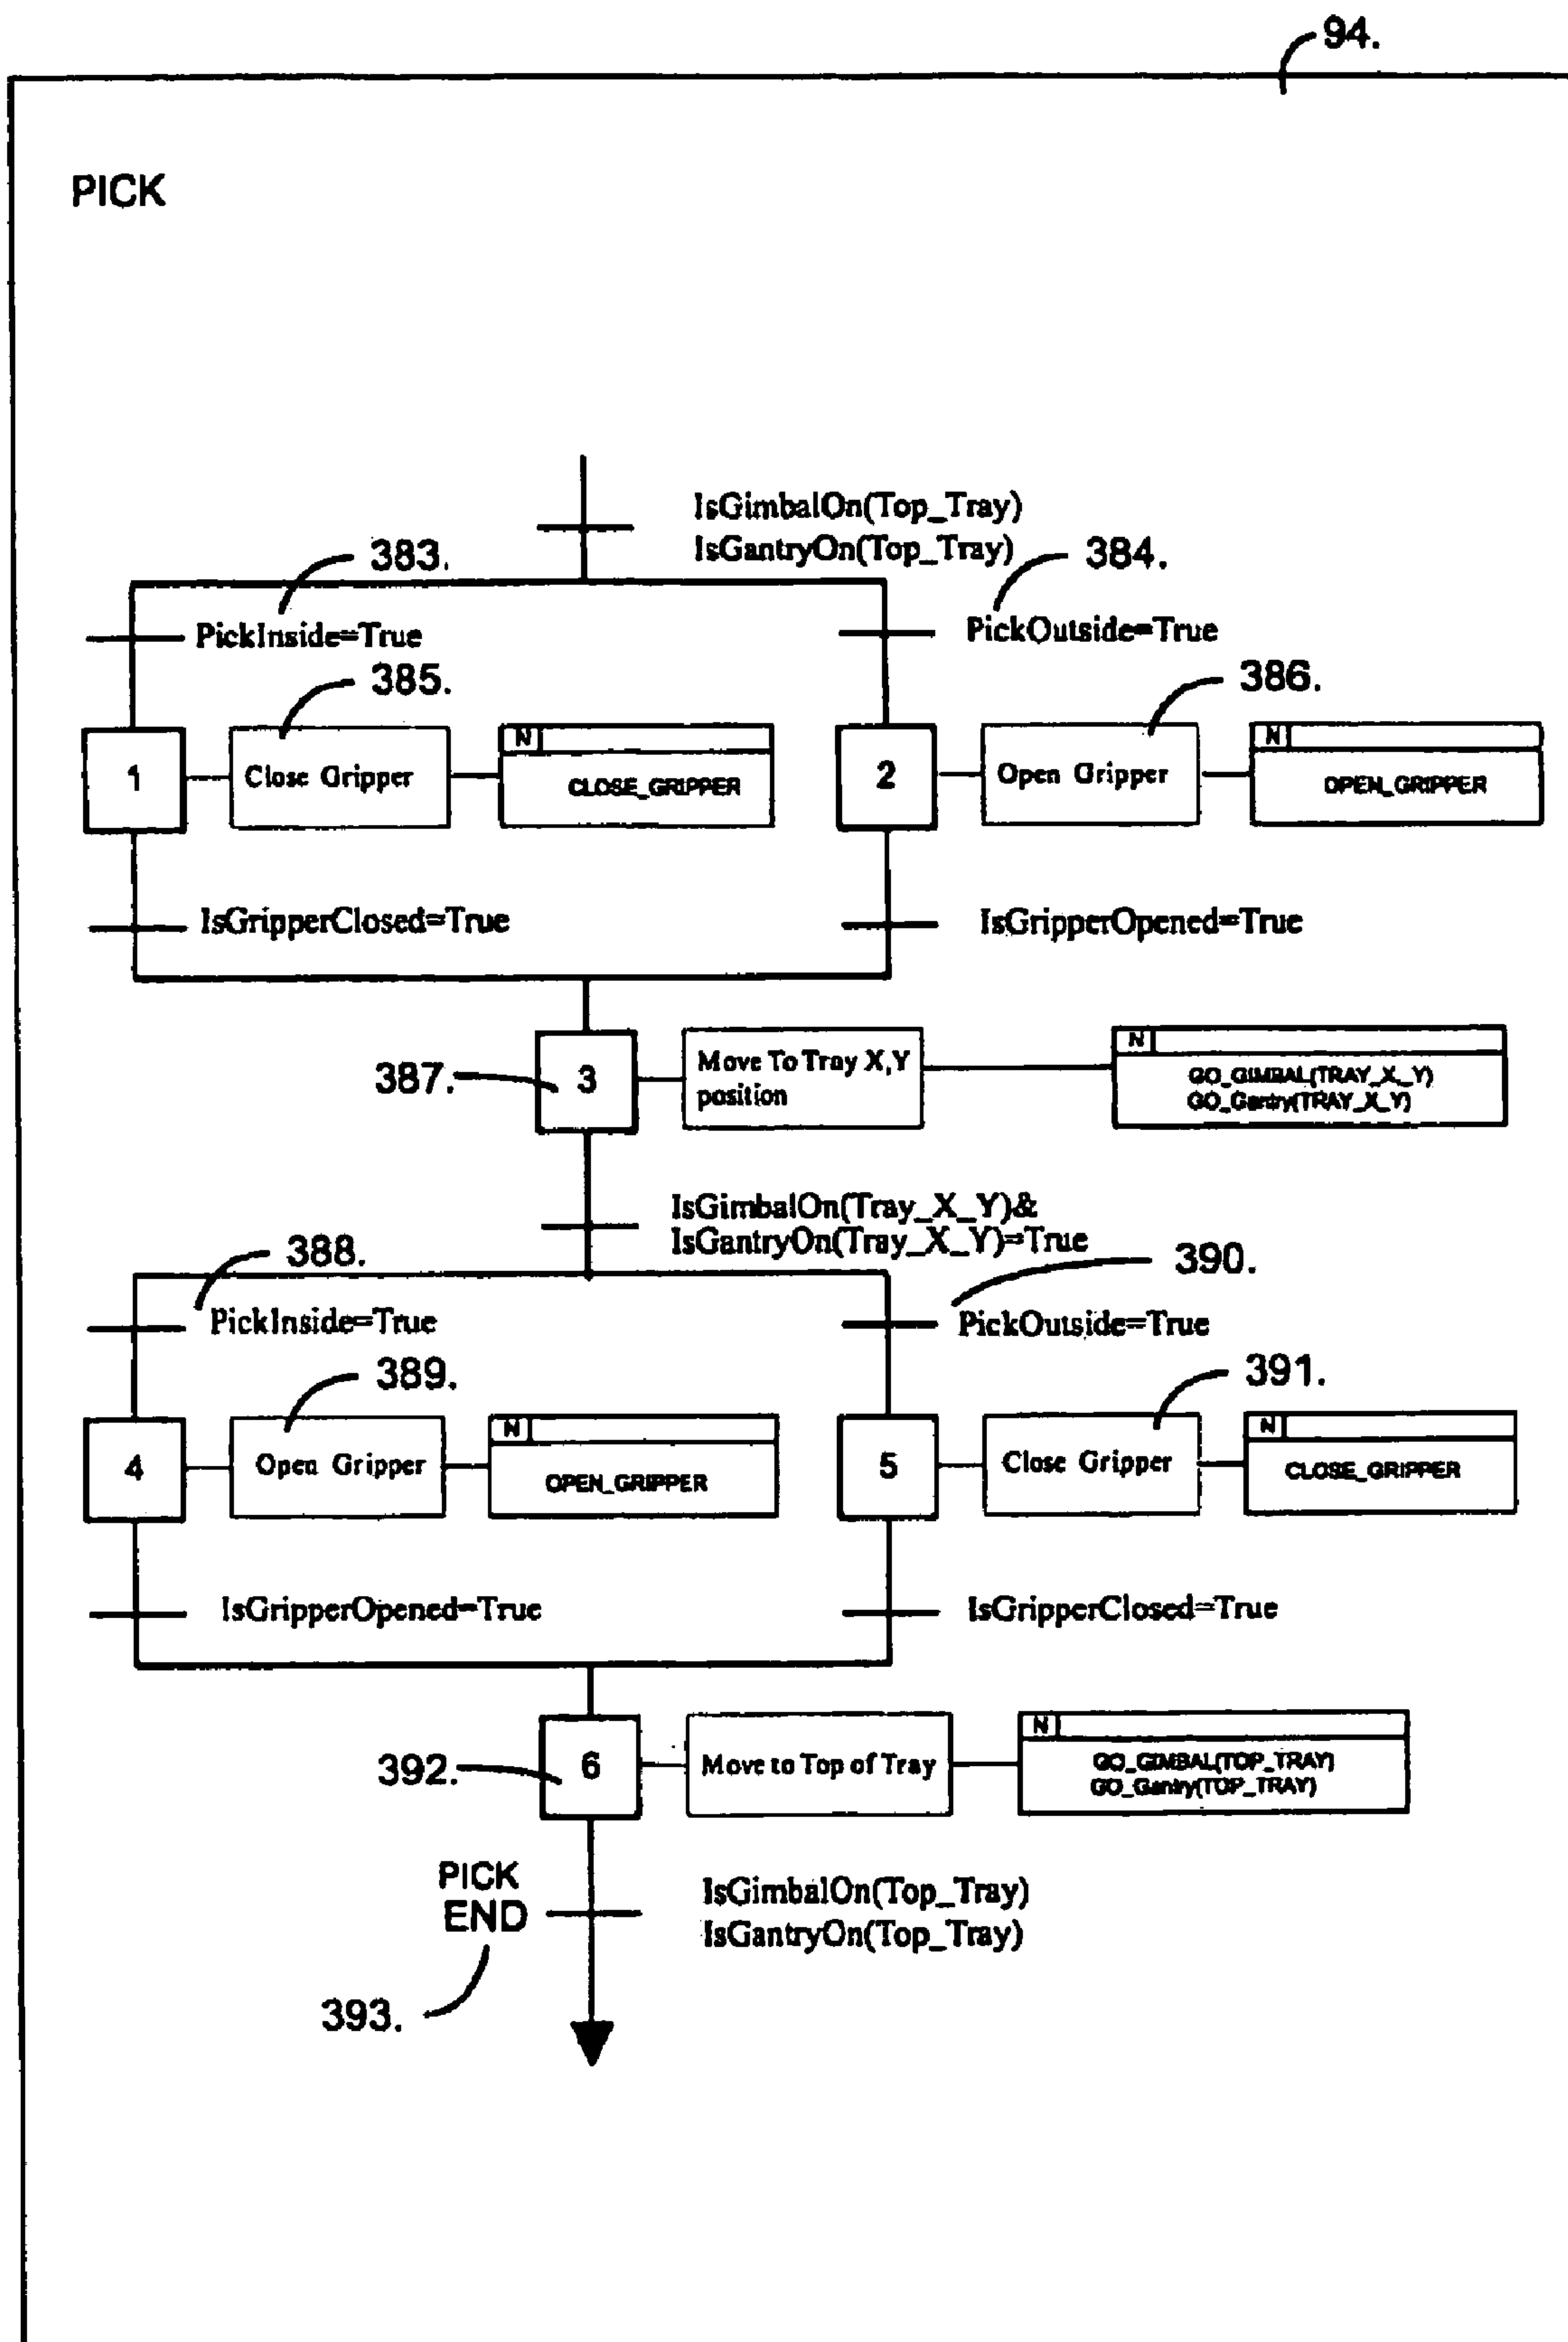 94.
PICK
IsGimbalOn(Top_Tray)
IsGantryOn(Top_Tray)
383.
384.
PickInside=True
PickOutside=True
385.
386.
1
Close Gripper
N
CLOSE_GRIPPER
2
Open Gripper
N
OPEN_GRIPPER
IsGripperClosed=True
IsGripperOpened=True
387.
3
Move To Tray X,Y
position
N
GO_GIMBAL(TRAY_X_Y)
GO_Gantry(TRAY_X_Y)
IsGimbalOn(Tray_X_Y)&
IsGantryOn(Tray_X_Y)=True
388.
390.
PickInside=True
PickOutside=True
389.
391.
4
Open Gripper
N
OPEN_GRIPPER
5
Close Gripper
N
CLOSE_GRIPPER
IsGripperOpened=True
IsGripperClosed=True
392.
6
Move to Top of Tray
N
GO_GIMBAL(TOP_TRAY)
GO_Gantry(TOP_TRAY)
PICK
END
IsGimbalOn(Top_Tray)
IsGantryOn(Top_Tray)
393.